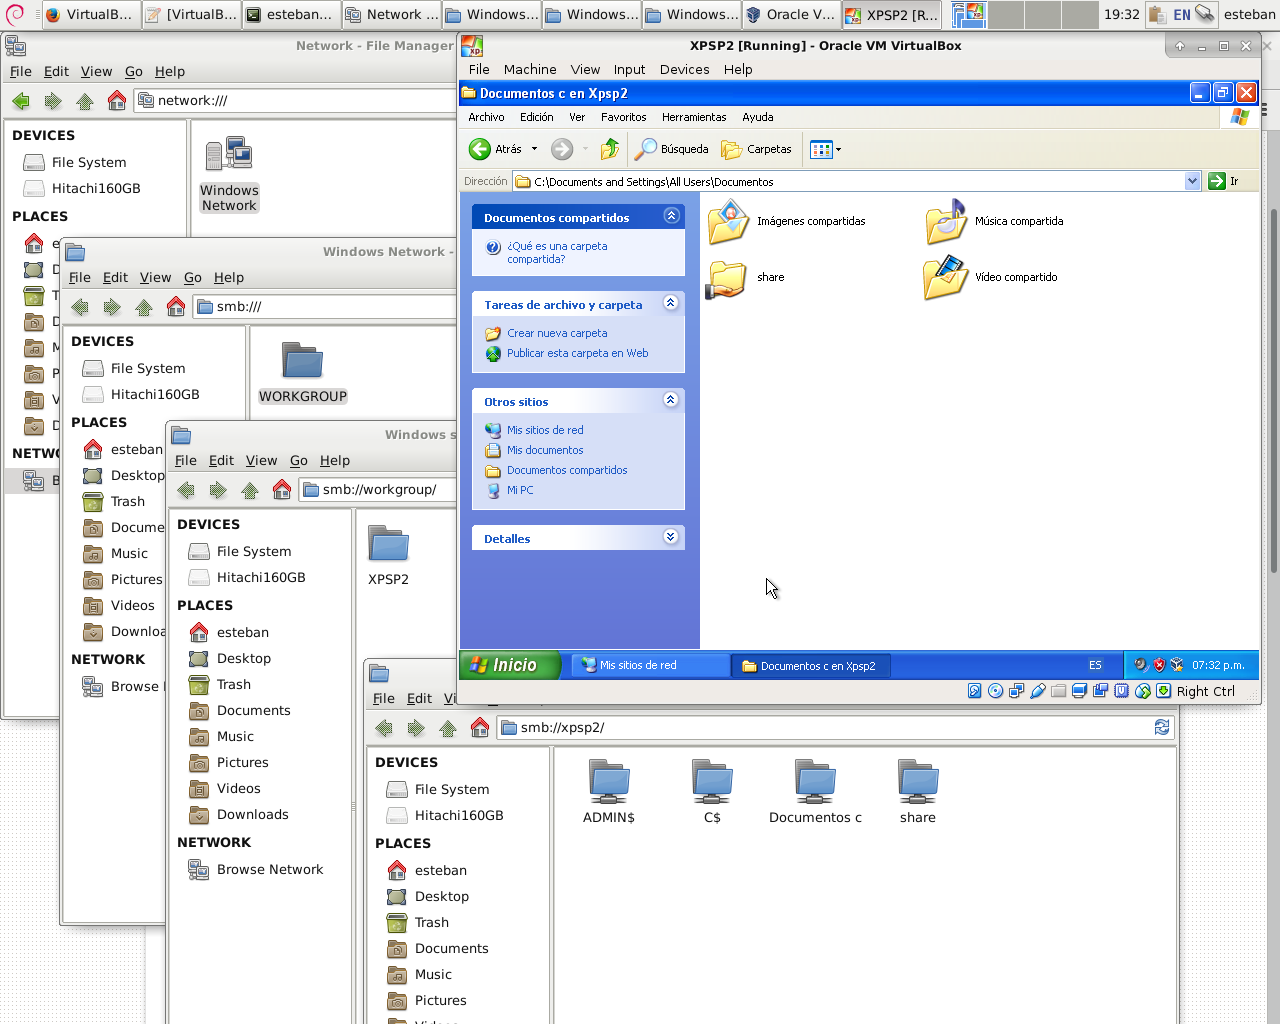 VirtualB...
[VirtualB...
esteban...
Network ...
Windows...
Windows...
Windows...
Oracle V...
XPSP2 [R...
19:32
EN
esteban
Network - File Manager
File Edit View Go Help
network:///
DEVICES
File System
Hitachi160GB
PLACES
NETW
Windows
Network
Windows Network -
File Edit View Go Help
smb:///
DEVICES
File System
Hitachi160GB
PLACES
esteban
Desktop
Trash
Docume
Music
Pictures
Videos
Downloa
NETWORK
Browse
WORKGROUP
Windows s
File Edit View Go Help
smb://workgroup/
DEVICES
File System
Hitachi160GB
PLACES
esteban
Desktop
Trash
Documents
Music
Pictures
Videos
Downloads
NETWORK
Browse Network
XPSP2
XPSP2 [Running] - Oracle VM VirtualBox
File Machine View Input Devices Help
Documentos c en Xpsp2
Archivo Edición Ver Favoritos Herramientas Ayuda
Atrás Búsqueda Carpetas
Dirección C:\Documents and Settings\All Users\Documentos Ir
Documentos compartidos
¿Qué es una carpeta
compartida?
Tareas de archivo y carpeta
Crear nueva carpeta
Publicar esta carpeta en Web
Otros sitios
Mis sitios de red
Mis documentos
Documentos compartidos
Mi PC
Detalles
Imágenes compartidas
Música compartida
share
Vídeo compartido
Inicio
Mis sitios de red
Documentos c en Xpsp2
ES
07:32 p.m.
Right Ctrl
File Edit Vi
smb://xpsp2/
DEVICES
File System
Hitachi160GB
PLACES
esteban
Desktop
Trash
Documents
Music
Pictures
ADMIN$
C$
Documentos c
share